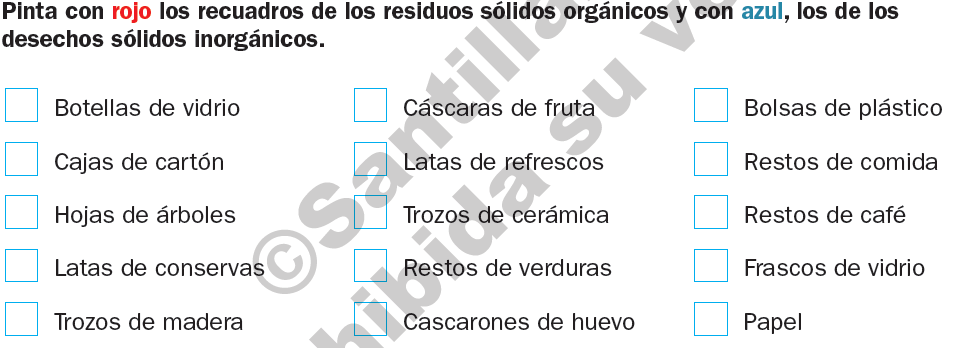 Pinta con rojo los recuadros de los residuos sólidos orgánicos y con azul, los de los
desechos sólidos inorgánicos.
Botellas de vidrio
Cajas de cartón
Hojas de árboles
Latas de conservas
Trozos de madera
Cáscaras de fruta
Latas de refrescos
Trozos de cerámica
Restos de verduras
Cascarones de huevo
Bolsas de plástico
Restos de comida
Restos de café
Frascos de vidrio
Papel
©Santilla
hibida su v